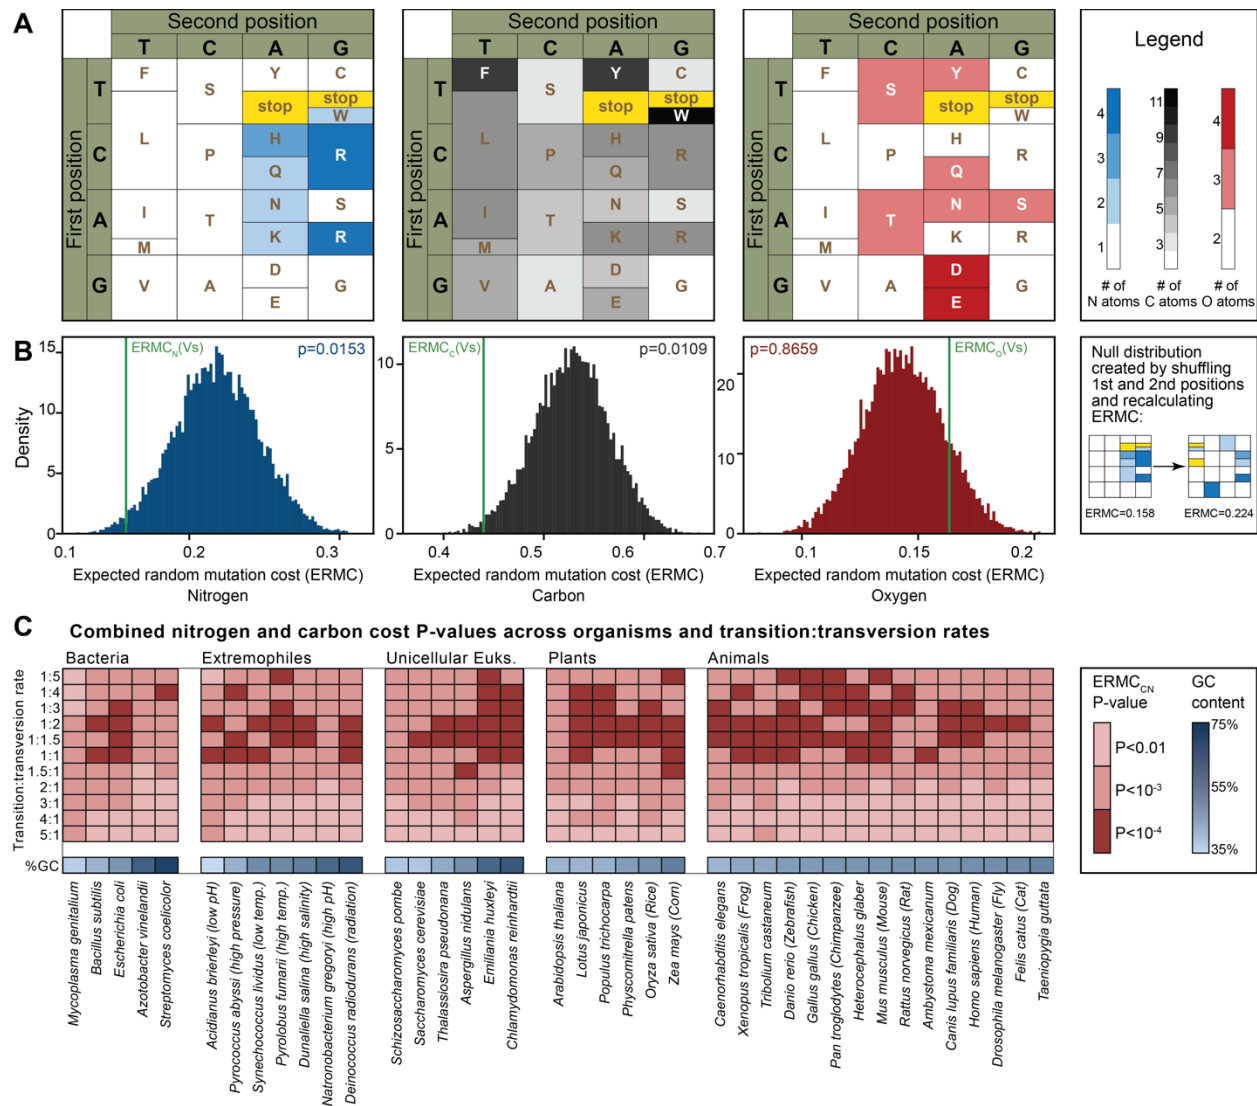 A
Second position
T C A G
First position
T C A G
F S Y C
stop stop
W
L P H R
Q
I T N S
M K R
V A D G
E
Second position
T C A G
First position
T C A G
F S Y C
stop stop
W
L P H R
Q
I T N S
M K R
V A D G
E
Second position
T C A G
First position
T C A G
F S Y C
stop stop
W
L P H R
Q
I T N S
M K R
V A D G
E
Legend
4 3 2 1
11 9 7 5 3
4 3 2
# of N atoms
# of C atoms
# of O atoms
B
Density
15 10 5 0
ERMC_N(Vs)
p=0.0153
0.1 0.2 0.3
Expected random mutation cost (ERMC)
Nitrogen
10 5 0
ERMC_C(Vs)
p=0.0109
0.4 0.5 0.6 0.7
Expected random mutation cost (ERMC)
Carbon
20 10 0
p=0.8659
ERMC_O(Vs)
0.1 0.15 0.2
Expected random mutation cost (ERMC)
Oxygen
Null distribution
created by shuffling
1st and 2nd positions
and recalculating
ERMC:
ERMC=0.158 ERMC=0.224
C
Combined nitrogen and carbon cost P-values across organisms and transition:transversion rates
Bacteria Extremophiles Unicellular Euks. Plants Animals
Transition:transversion rate
1:5
1:4
1:3
1:2
1:1.5
1:1
1.5:1
2:1
3:1
4:1
5:1
%GC
Mycoplasma genitalium
Bacillus subtilis
Escherichia coli
Azotobacter vinelandii
Streptomyces coelicolor
Acidianus brierleyi (low pH)
Pyrococcus abyssi (high pressure)
Synechococcus lividus (low temp.)
Pyrolobus fumarii (high temp.)
Dunaliella salina (high salinity)
Natronobacterium gregoryi (high pH)
Deinococcus radiodurans (radiation)
Schizosaccharomyces pombe
Saccharomyces cerevisiae
Thalassiosira pseudonana
Aspergillus nidulans
Emiliania huxleyi
Chlamydomonas reinhardtii
Arabidopsis thaliana
Lotus japonicus
Populus trichocarpa
Physcomitrella patens
Oryza sativa (Rice)
Zea mays (Corn)
Caenorhabditis elegans
Xenopus tropicalis (Frog)
Tribolium castaneum
Danio rerio (Zebrafish)
Gallus gallus (Chicken)
Pan troglodytes (Chimpanzee)
Heterocephalus glaber
Mus musculus (Mouse)
Rattus norvegicus (Rat)
Ambystoma mexicanum
Canis lupus familiaris (Dog)
Homo sapiens (Human)
Drosophila melanogaster (Fly)
Felis catus (Cat)
Taeniopygia guttata
ERMC_CN
P-value
P<0.01
P<10^-3
P<10^-4
GC
content
75%
55%
35%